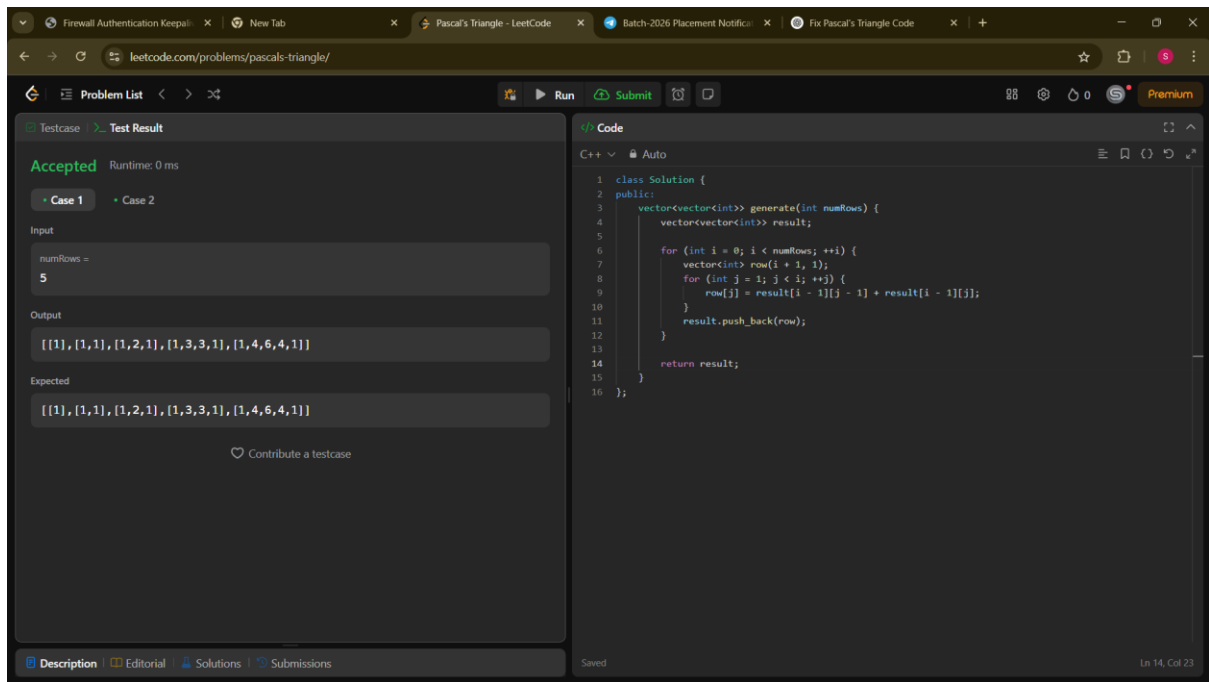 Firewall Authentication Keepaliv
New Tab
Pascal's Triangle - LeetCode
Batch-2026 Placement Notificat
Fix Pascal's Triangle Code
leetcode.com/problems/pascals-triangle/
S
Problem List
Run
Submit
0
Premium
Testcase
Test Result
Accepted
Runtime: 0 ms
Case 1
Case 2
Input
numRows =
5
Output
[[1],[1,1],[1,2,1],[1,3,3,1],[1,4,6,4,1]]
Expected
[[1],[1,1],[1,2,1],[1,3,3,1],[1,4,6,4,1]]
Contribute a testcase
Description
Editorial
Solutions
Submissions
</> Code
C++
Auto
1 class Solution {
2 public:
3 vector<vector<int>> generate(int numRows) {
4 vector<vector<int>> result;
5
6 for (int i = 0; i < numRows; ++i) {
7 vector<int> row(i + 1, 1);
8 for (int j = 1; j < i; ++j) {
9 row[j] = result[i - 1][j - 1] + result[i - 1][j];
10 }
11 result.push_back(row);
12 }
13
14 return result;
15 }
16 };
Saved
Ln 14, Col 23